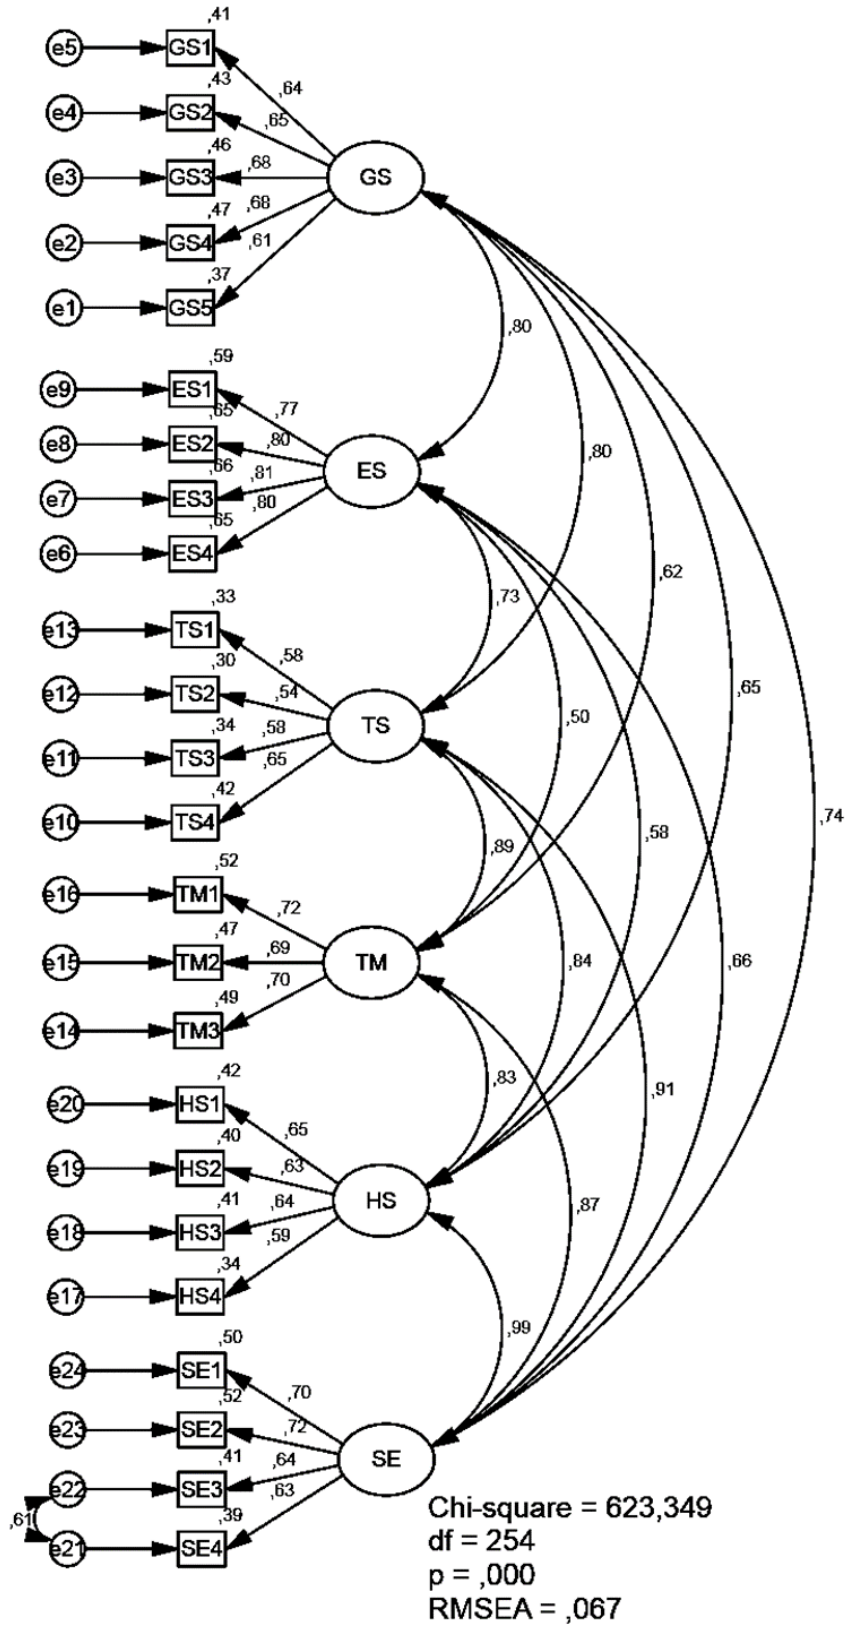 ,41
e5 GS1
,64
,43
e4 GS2
,65
,46
e3 GS3 ,68 GS
,47 ,68
e2 GS4
,61
,37
e1 GS5
,80
,59
e9 ES1
,77
,65
e8 ES2 ,80
,66
ES
e7 ES3 ,81
,65 ,80
e6 ES4
,80
,62
,73
,33
e13 TS1
,58
,30
e12 TS2 ,54
,65
,50
,34
,58 TS
e11 TS3
,65
,42
e10 TS4
,74
,58
,89
,52
e16 TM1
,72
,47
e15 TM2 ,69 TM
,84 ,66
,70
,49
e14 TM3
,83
,91
,42
e20 HS1
,65
,40
e19 HS2 ,63
,41
,64 HS
,87
e18 HS3
,59
,34
e17 HS4
,99
,50
e24 SE1
,70
,52
e23 SE2 ,72
,41
,64 SE
e22 SE3
,63
,61
,39
e21 SE4
Chi-square = 623,349
df = 254
p = ,000
RMSEA = ,067